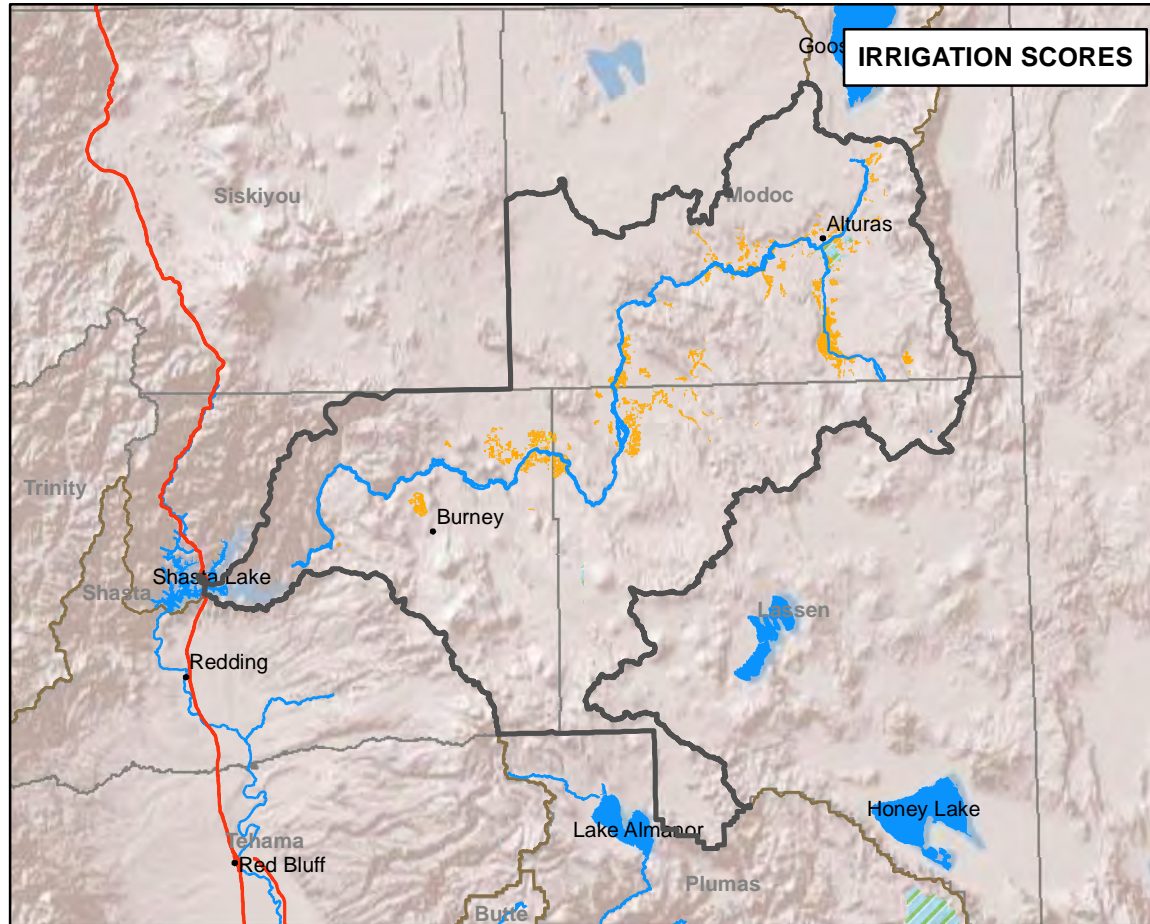 Goos
IRRIGATION SCORES
Siskiyou
Modoc
Alturas
Trinity
Burney
Shasta Lake
Shasta
Lassen
Redding
Honey Lake
Lake Almanor
Tehama
Red Bluff
Plumas
Butte